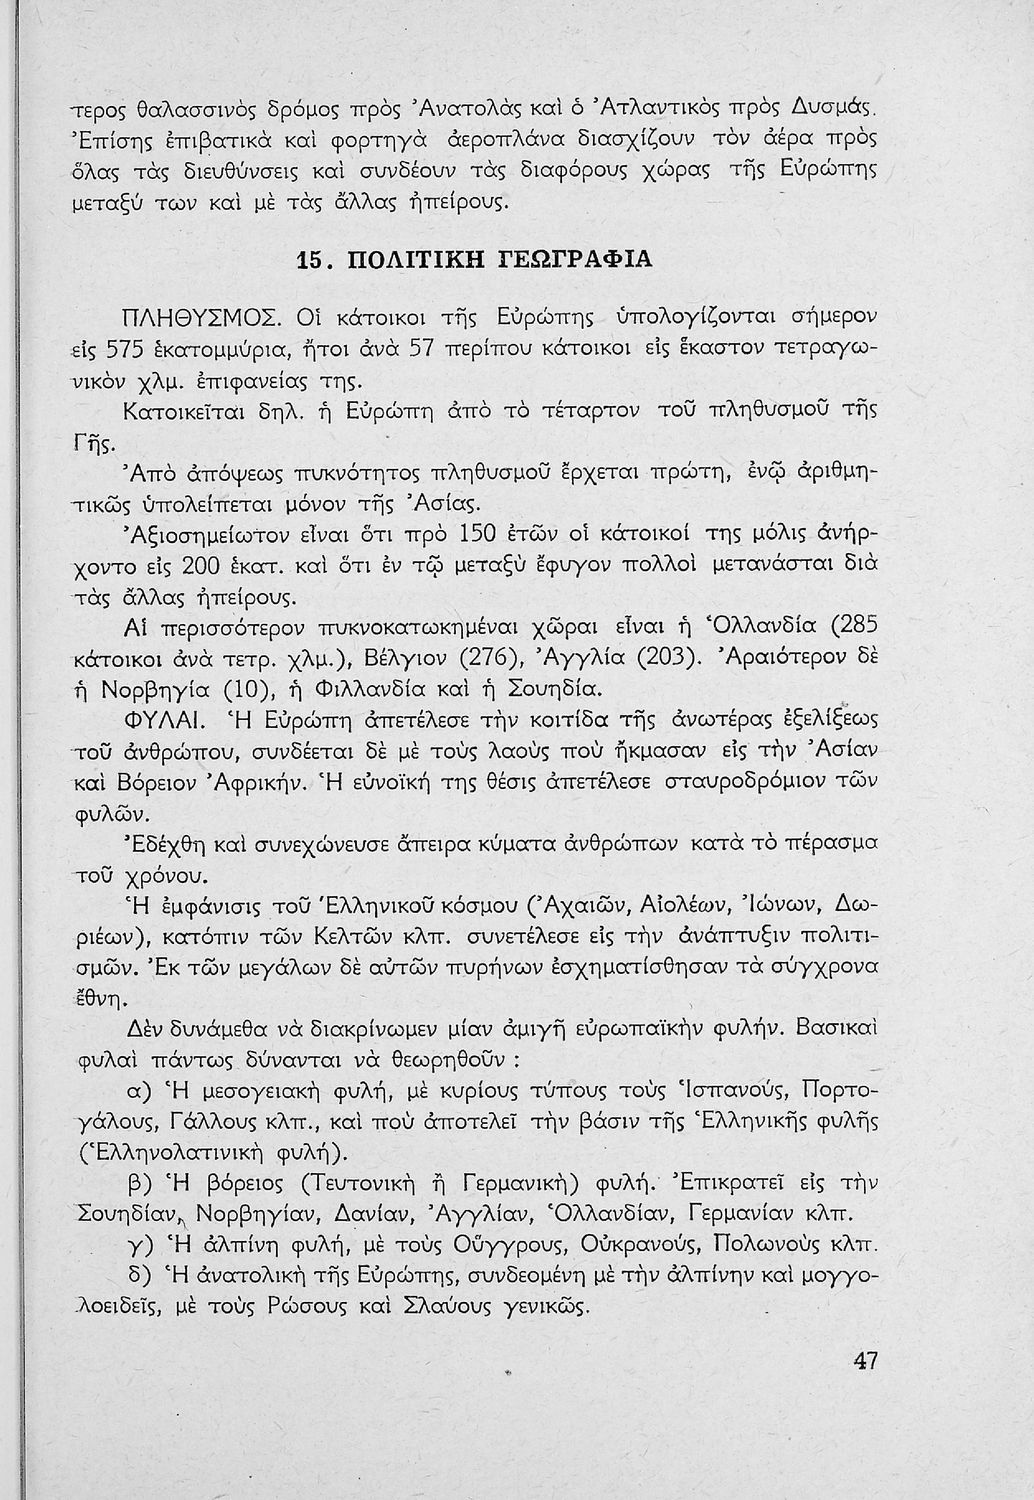 τερος θαλασσινὸς δρόμος πρὸς Ἀνατολὰς καὶ ὁ Ἀτλαντικὸς πρὸς Δυσμάς.
Ἐπίσης ἐπιβατικὰ καὶ φορτηγὰ ἀεροπλάνα διασχίζουν τὸν ἀέρα πρὸς
ὅλας τὰς διευθύνσεις καὶ συνδέουν τὰς διαφόρους χώρας τῆς Εὐρώπης
μεταξύ των καὶ μὲ τὰς ἄλλας ἠπείρους.
15. ΠΟΛΙΤΙΚΗ ΓΕΩΓΡΑΦΙΑ
ΠΛΗΘΥΣΜΟΣ. Οἱ κάτοικοι τῆς Εὐρώπης ὑπολογίζονται σήμερον
εἰς 575 ἑκατομμύρια, ἤτοι ἀνὰ 57 περίπου κάτοικοι εἰς ἕκαστον τετραγω-
νικὸν χλμ. ἐπιφανείας της.
Κατοικεῖται δηλ. ἡ Εὐρώπη ἀπὸ τὸ τέταρτον τοῦ πληθυσμοῦ τῆς
Γῆς.
Ἀπὸ ἀπόψεως πυκνότητος πληθυσμοῦ ἔρχεται πρώτη, ἐνῷ ἀριθμη-
τικῶς ὑπολείπεται μόνον τῆς Ἀσίας.
Ἀξιοσημείωτον εἶναι ὅτι πρὸ 150 ἐτῶν οἱ κάτοικοί της μόλις ἀνήρ-
χοντο εἰς 200 ἑκατ. καὶ ὅτι ἐν τῷ μεταξὺ ἔφυγον πολλοὶ μετανάσται διὰ
τὰς ἄλλας ἠπείρους.
Αἱ περισσότερον πυκνοκατωκημέναι χῶραι εἶναι ἡ Ὁλλανδία (285
κάτοικοι ἀνὰ τετρ. χλμ.), Βέλγιον (276), Ἀγγλία (203). Ἀραιότερον δὲ
ἡ Νορβηγία (10), ἡ Φιλλανδία καὶ ἡ Σουηδία.
ΦΥΛΑΙ. Ἡ Εὐρώπη ἀπετέλεσε τὴν κοιτίδα τῆς ἀνωτέρας ἐξελίξεως
τοῦ ἀνθρώπου, συνδέεται δὲ μὲ τοὺς λαοὺς ποὺ ἤκμασαν εἰς τὴν Ἀσίαν
καὶ Βόρειον Ἀφρικήν. Ἡ εὐνοϊκή της θέσις ἀπετέλεσε σταυροδρόμιον τῶν
φυλῶν.
Ἐδέχθη καὶ συνεχώνευσε ἄπειρα κύματα ἀνθρώπων κατὰ τὸ πέρασμα
τοῦ χρόνου.
Ἡ ἐμφάνισις τοῦ Ἑλληνικοῦ κόσμου (Ἀχαιῶν, Αἰολέων, Ἰώνων, Δω-
ριέων), κατόπιν τῶν Κελτῶν κλπ. συνετέλεσε εἰς τὴν ἀνάπτυξιν πολιτι-
σμῶν. Ἐκ τῶν μεγάλων δὲ αὐτῶν πυρήνων ἐσχηματίσθησαν τὰ σύγχρονα
ἔθνη.
Δὲν δυνάμεθα νὰ διακρίνωμεν μίαν ἀμιγῆ εὐρωπαϊκὴν φυλήν. Βασικαὶ
φυλαὶ πάντως δύνανται νὰ θεωρηθοῦν :
α) Ἡ μεσογειακὴ φυλή, μὲ κυρίους τύπους τοὺς Ἱσπανούς, Πορτο-
γάλους, Γάλλους κλπ., καὶ ποὺ ἀποτελεῖ τὴν βάσιν τῆς Ἑλληνικῆς φυλῆς
(Ἑλληνολατινικὴ φυλή).
β) Ἡ βόρειος (Τευτονικὴ ἢ Γερμανικὴ) φυλή. Ἐπικρατεῖ εἰς τὴν
Σουηδίαν, Νορβηγίαν, Δανίαν, Ἀγγλίαν, Ὁλλανδίαν, Γερμανίαν κλπ.
γ) Ἡ ἀλπίνη φυλή, μὲ τοὺς Οὔγγρους, Οὐκρανούς, Πολωνοὺς κλπ.
δ) Ἡ ἀνατολικὴ τῆς Εὐρώπης, συνδεομένη μὲ τὴν ἀλπίνην καὶ μογγο-
λοειδεῖς, μὲ τοὺς Ρώσους καὶ Σλαύους γενικῶς.
47